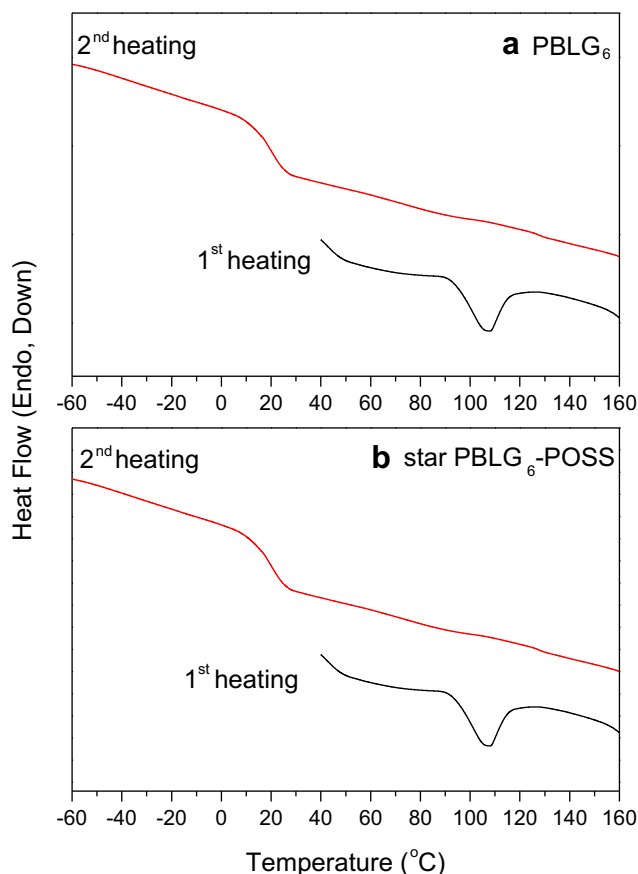 2nd heating
a PBLG6
1st heating
-60 -40 -20 0 20 40 60 80 100 120 140 160
2nd heating
b star PBLG6-POSS
1st heating
-60 -40 -20 0 20 40 60 80 100 120 140 160
Temperature (oC)
Heat Flow (Endo, Down)